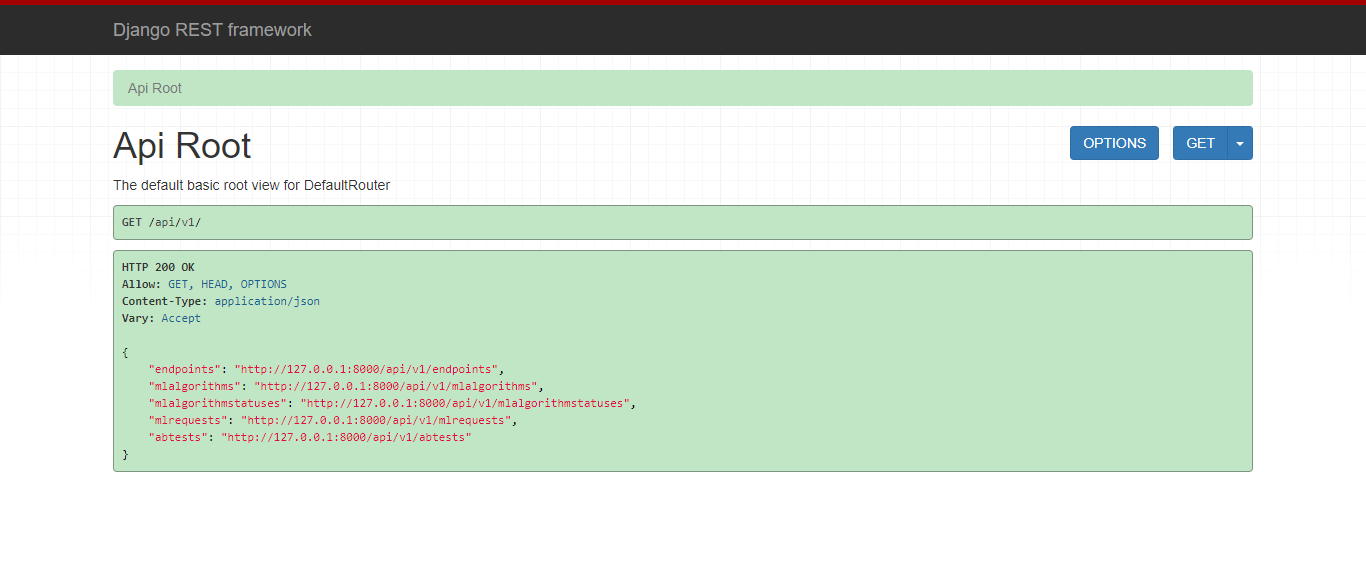 Django REST framework
Api Root
Api Root
OPTIONS
GET
The default basic root view for DefaultRouter
GET /api/v1/
HTTP 200 OK
Allow: GET, HEAD, OPTIONS
Content-Type: application/json
Vary: Accept
{
    "endpoints": "http://127.0.0.1:8000/api/v1/endpoints",
    "mlalgorithms": "http://127.0.0.1:8000/api/v1/mlalgorithms",
    "mlalgorithmstatuses": "http://127.0.0.1:8000/api/v1/mlalgorithmstatuses",
    "mlrequests": "http://127.0.0.1:8000/api/v1/mlrequests",
    "abtests": "http://127.0.0.1:8000/api/v1/abtests"
}